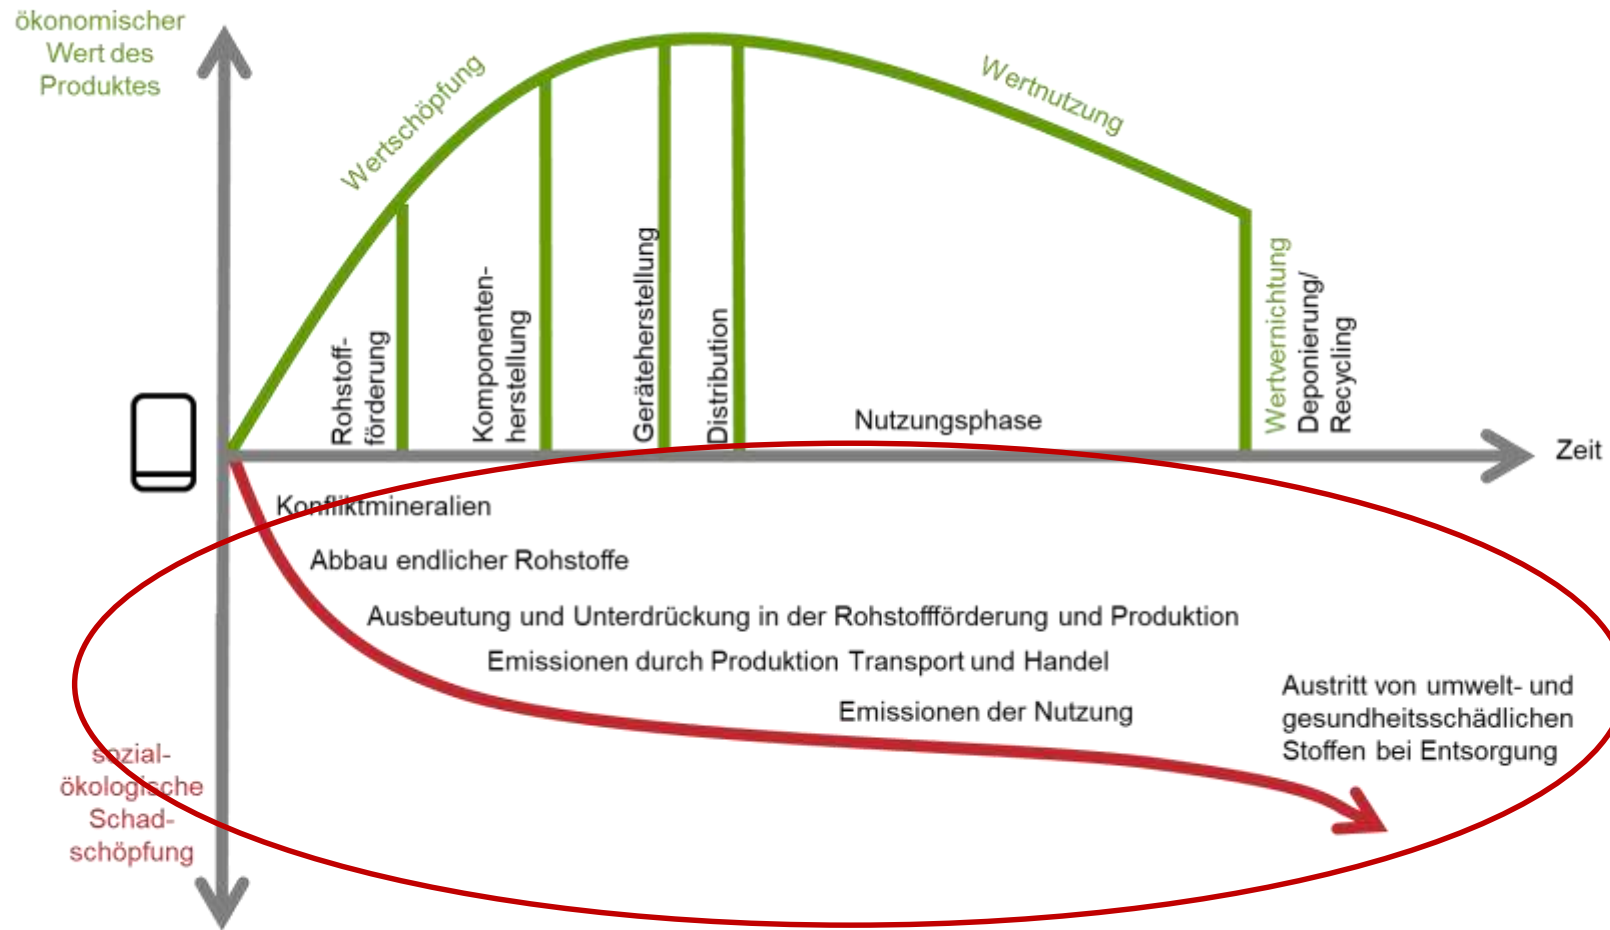 ökonomischer
Wert des
Produktes
Wertschöpfung
Wertnutzung
Rohstoff-
förderung
Komponenten-
herstellung
Geräteherstellung
Distribution
Nutzungsphase
Wertvernichtung
Deponierung/
Recycling
Zeit
Konfliktmineralien
Abbau endlicher Rohstoffe
Ausbeutung und Unterdrückung in der Rohstoffförderung und Produktion
Emissionen durch Produktion Transport und Handel
Emissionen der Nutzung
Austritt von umwelt- und
gesundheitsschädlichen
Stoffen bei Entsorgung
sozial-
ökologische
Schad-
schöpfung